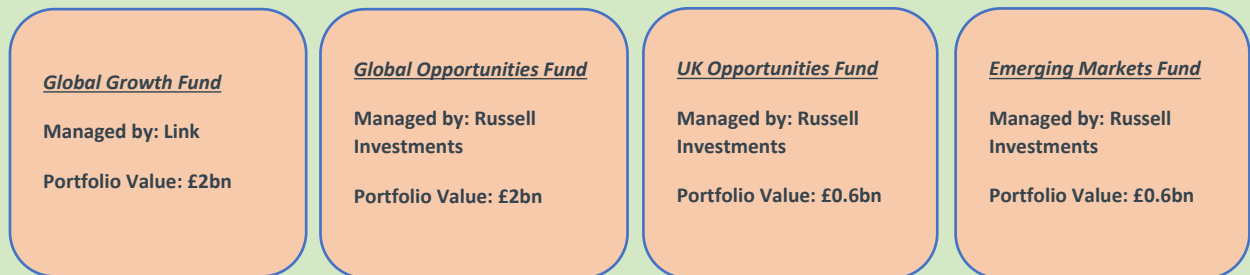 Global Growth Fund
Managed by: Link
Portfolio Value: £2bn
Global Opportunities Fund
Managed by: Russell
Investments
Portfolio Value: £2bn
UK Opportunities Fund
Managed by: Russell
Investments
Portfolio Value: £0.6bn
Emerging Markets Fund
Managed by: Russell
Investments
Portfolio Value: £0.6bn